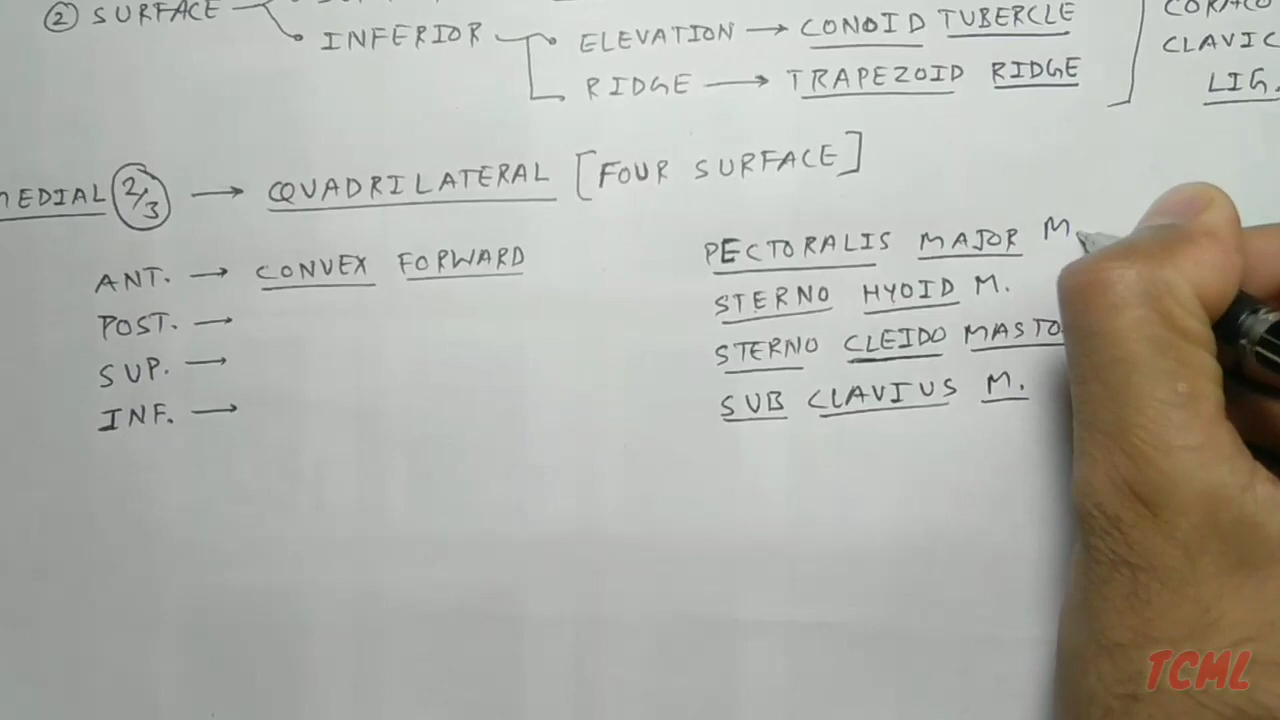 ② SURFACE
INFERIOR
ELEVATION → CONOID TUBERCLE
RIDGE → TRAPEZOID RIDGE
CLAVIC
LIG.
MEDIAL 2/3 → QUADRILATERAL [FOUR SURFACE]
ANT. → CONVEX FORWARD
POST. →
SUP. →
INF. →
PECTORALIS MAJOR M
STERNO HYOID M.
STERNO CLEIDO MASTO
SUB CLAVIUS M.
TCML